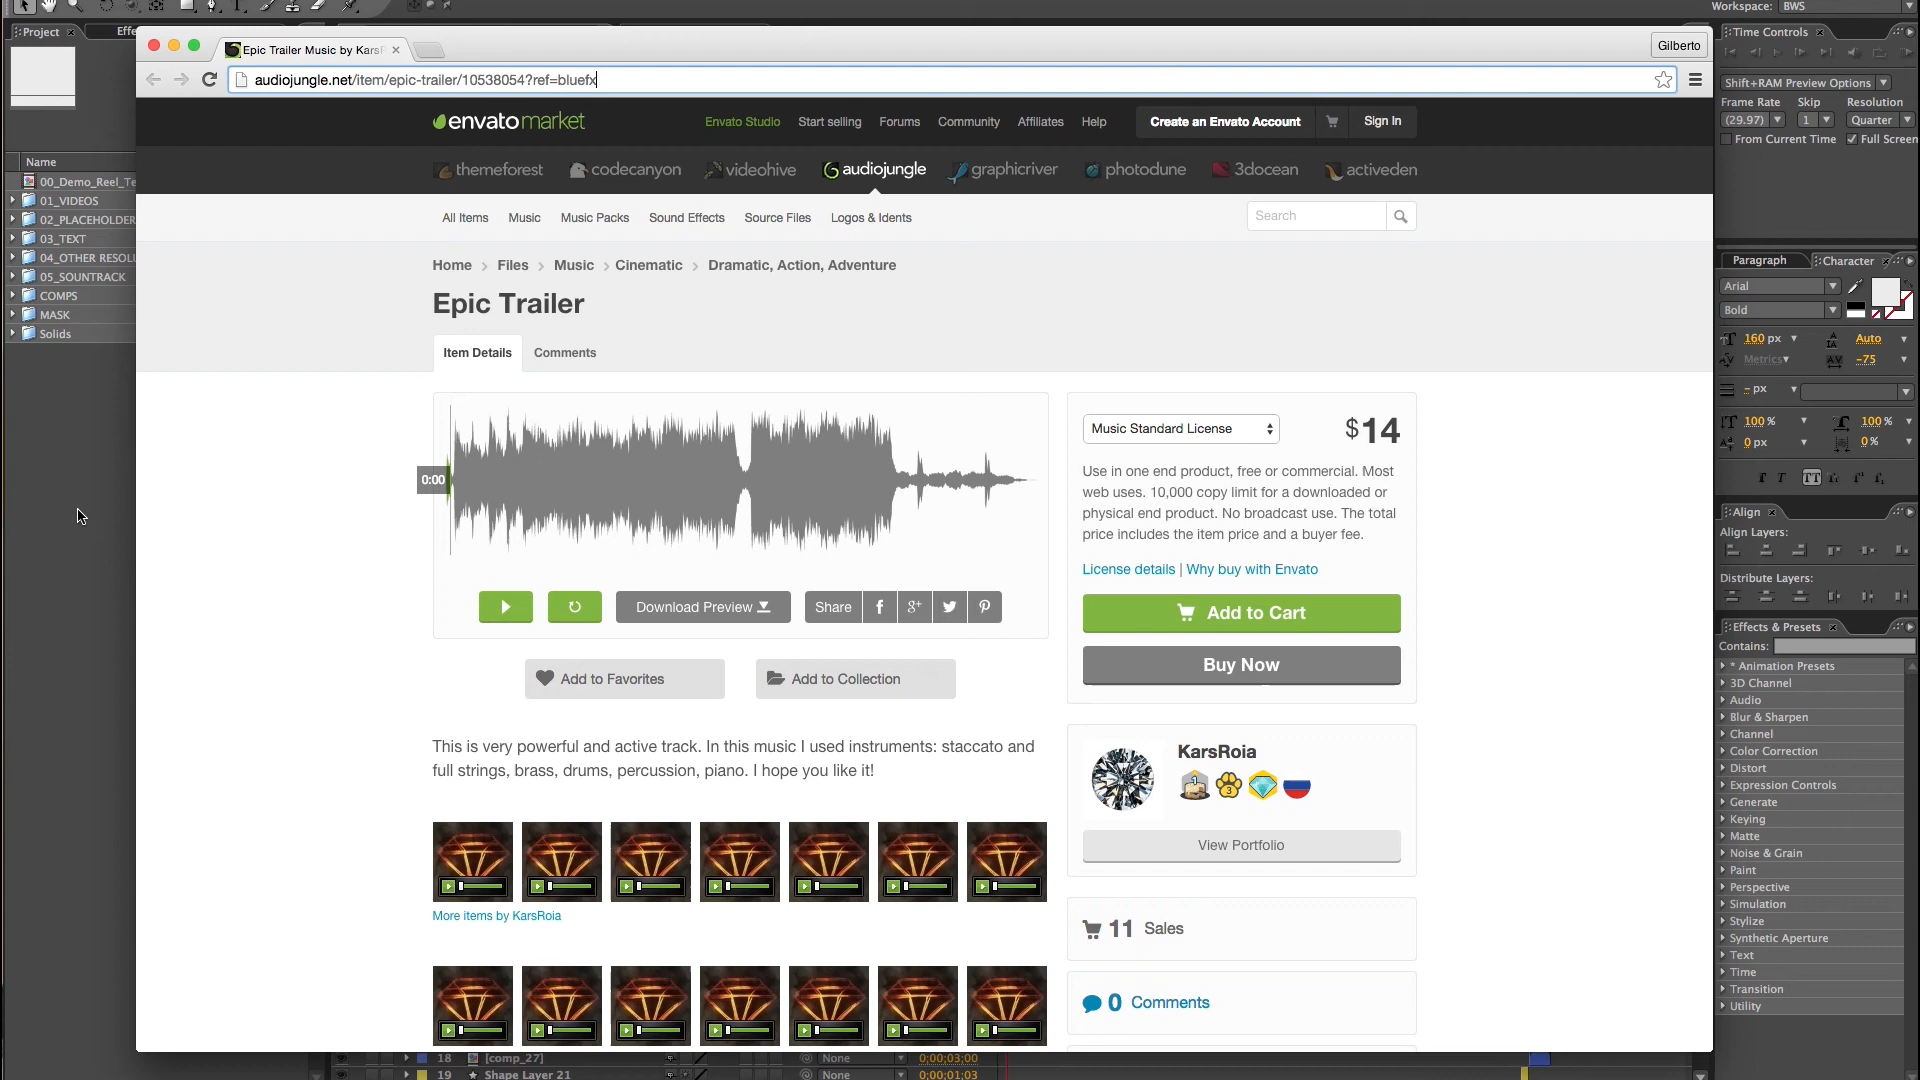 Workspace: BWS
Project
Effe
Name
00_Demo_Reel_Te
01_VIDEOS
02_PLACEHOLDER
03_TEXT
04_OTHER RESOLU
05_SOUNTRACK
COMPS
MASK
Solids
Epic Trailer Music by KarsR
Gilberto
audiojungle.net/item/epic-trailer/10538054?ref=bluefx
envatomarket
Envato Studio Start selling Forums Community Affiliates Help Create an Envato Account Sign In
themeforest codecanyon videohive audiojungle graphicriver photodune 3docean activeden
All Items Music Music Packs Sound Effects Source Files Logos & Idents Search
Home > Files > Music > Cinematic > Dramatic, Action, Adventure
Epic Trailer
Item Details Comments
0:00
Download Preview
Share
Add to Favorites Add to Collection
This is very powerful and active track. In this music I used instruments: staccato and
full strings, brass, drums, percussion, piano. I hope you like it!
More items by KarsRoia
Music Standard License $14
Use in one end product, free or commercial. Most
web uses. 10,000 copy limit for a downloaded or
physical end product. No broadcast use. The total
price includes the item price and a buyer fee.
License details | Why buy with Envato
Add to Cart
Buy Now
KarsRoia
1
3
View Portfolio
11 Sales
0 Comments
18 [comp_27] None 0;00;03;00
19 Shape Layer 21 None 0;00;01;03
Time Controls
Shift+RAM Preview Options
Frame Rate Skip Resolution
(29.97) 1 Quarter
From Current Time Full Screen
Paragraph Character
Arial
Bold
160 px Auto
Metrics -75
- px
100 % 100 %
0 px 0 %
Align
Align Layers:
Distribute Layers:
Effects & Presets
Contains:
* Animation Presets
3D Channel
Audio
Blur & Sharpen
Channel
Color Correction
Distort
Expression Controls
Generate
Keying
Matte
Noise & Grain
Paint
Perspective
Simulation
Stylize
Synthetic Aperture
Text
Time
Transition
Utility